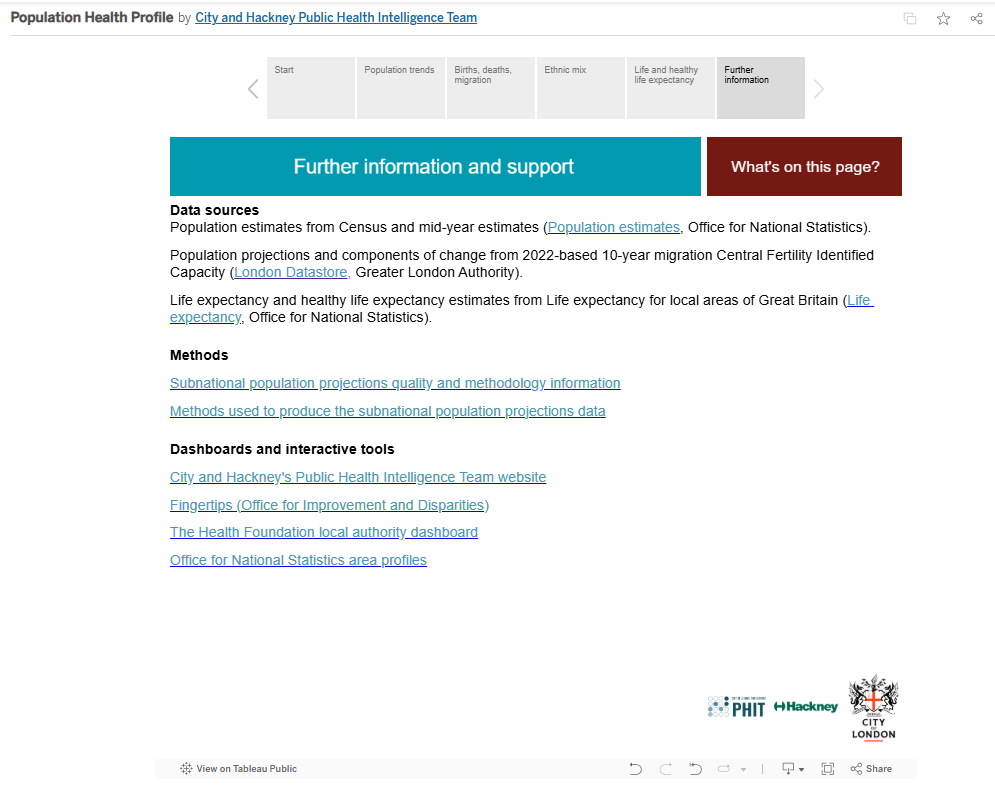 Population Health Profile by City and Hackney Public Health Intelligence Team
Start
Population trends
Births, deaths,
migration
Ethnic mix
Life and healthy
life expectancy
Further
information
Further information and support
What's on this page?
Data sources
Population estimates from Census and mid-year estimates (Population estimates, Office for National Statistics).
Population projections and components of change from 2022-based 10-year migration Central Fertility Identified
Capacity (London Datastore, Greater London Authority).
Life expectancy and healthy life expectancy estimates from Life expectancy for local areas of Great Britain (Life
expectancy, Office for National Statistics).
Methods
Subnational population projections quality and methodology information
Methods used to produce the subnational population projections data
Dashboards and interactive tools
City and Hackney's Public Health Intelligence Team website
Fingertips (Office for Improvement and Disparities)
The Health Foundation local authority dashboard
Office for National Statistics area profiles
PHIT
Hackney
CITY
OF
LONDON
View on Tableau Public
Share